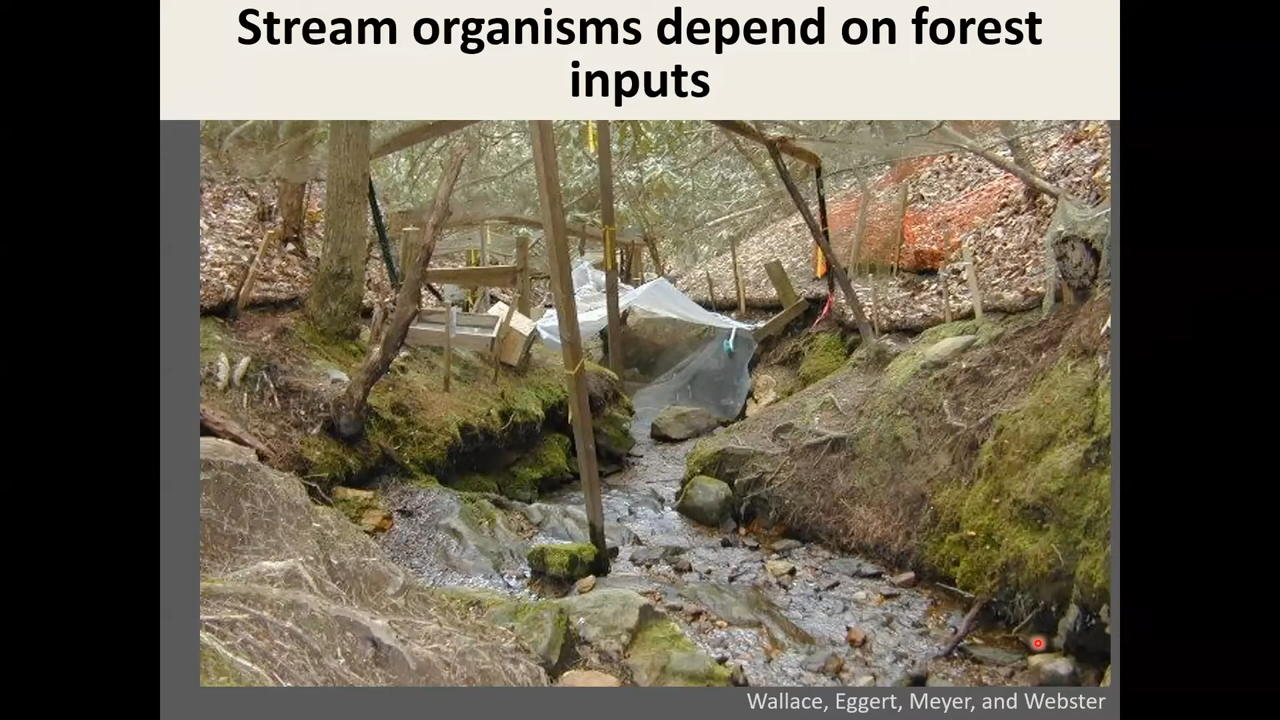 Stream organisms depend on forest
inputs
Wallace, Eggert, Meyer, and Webster